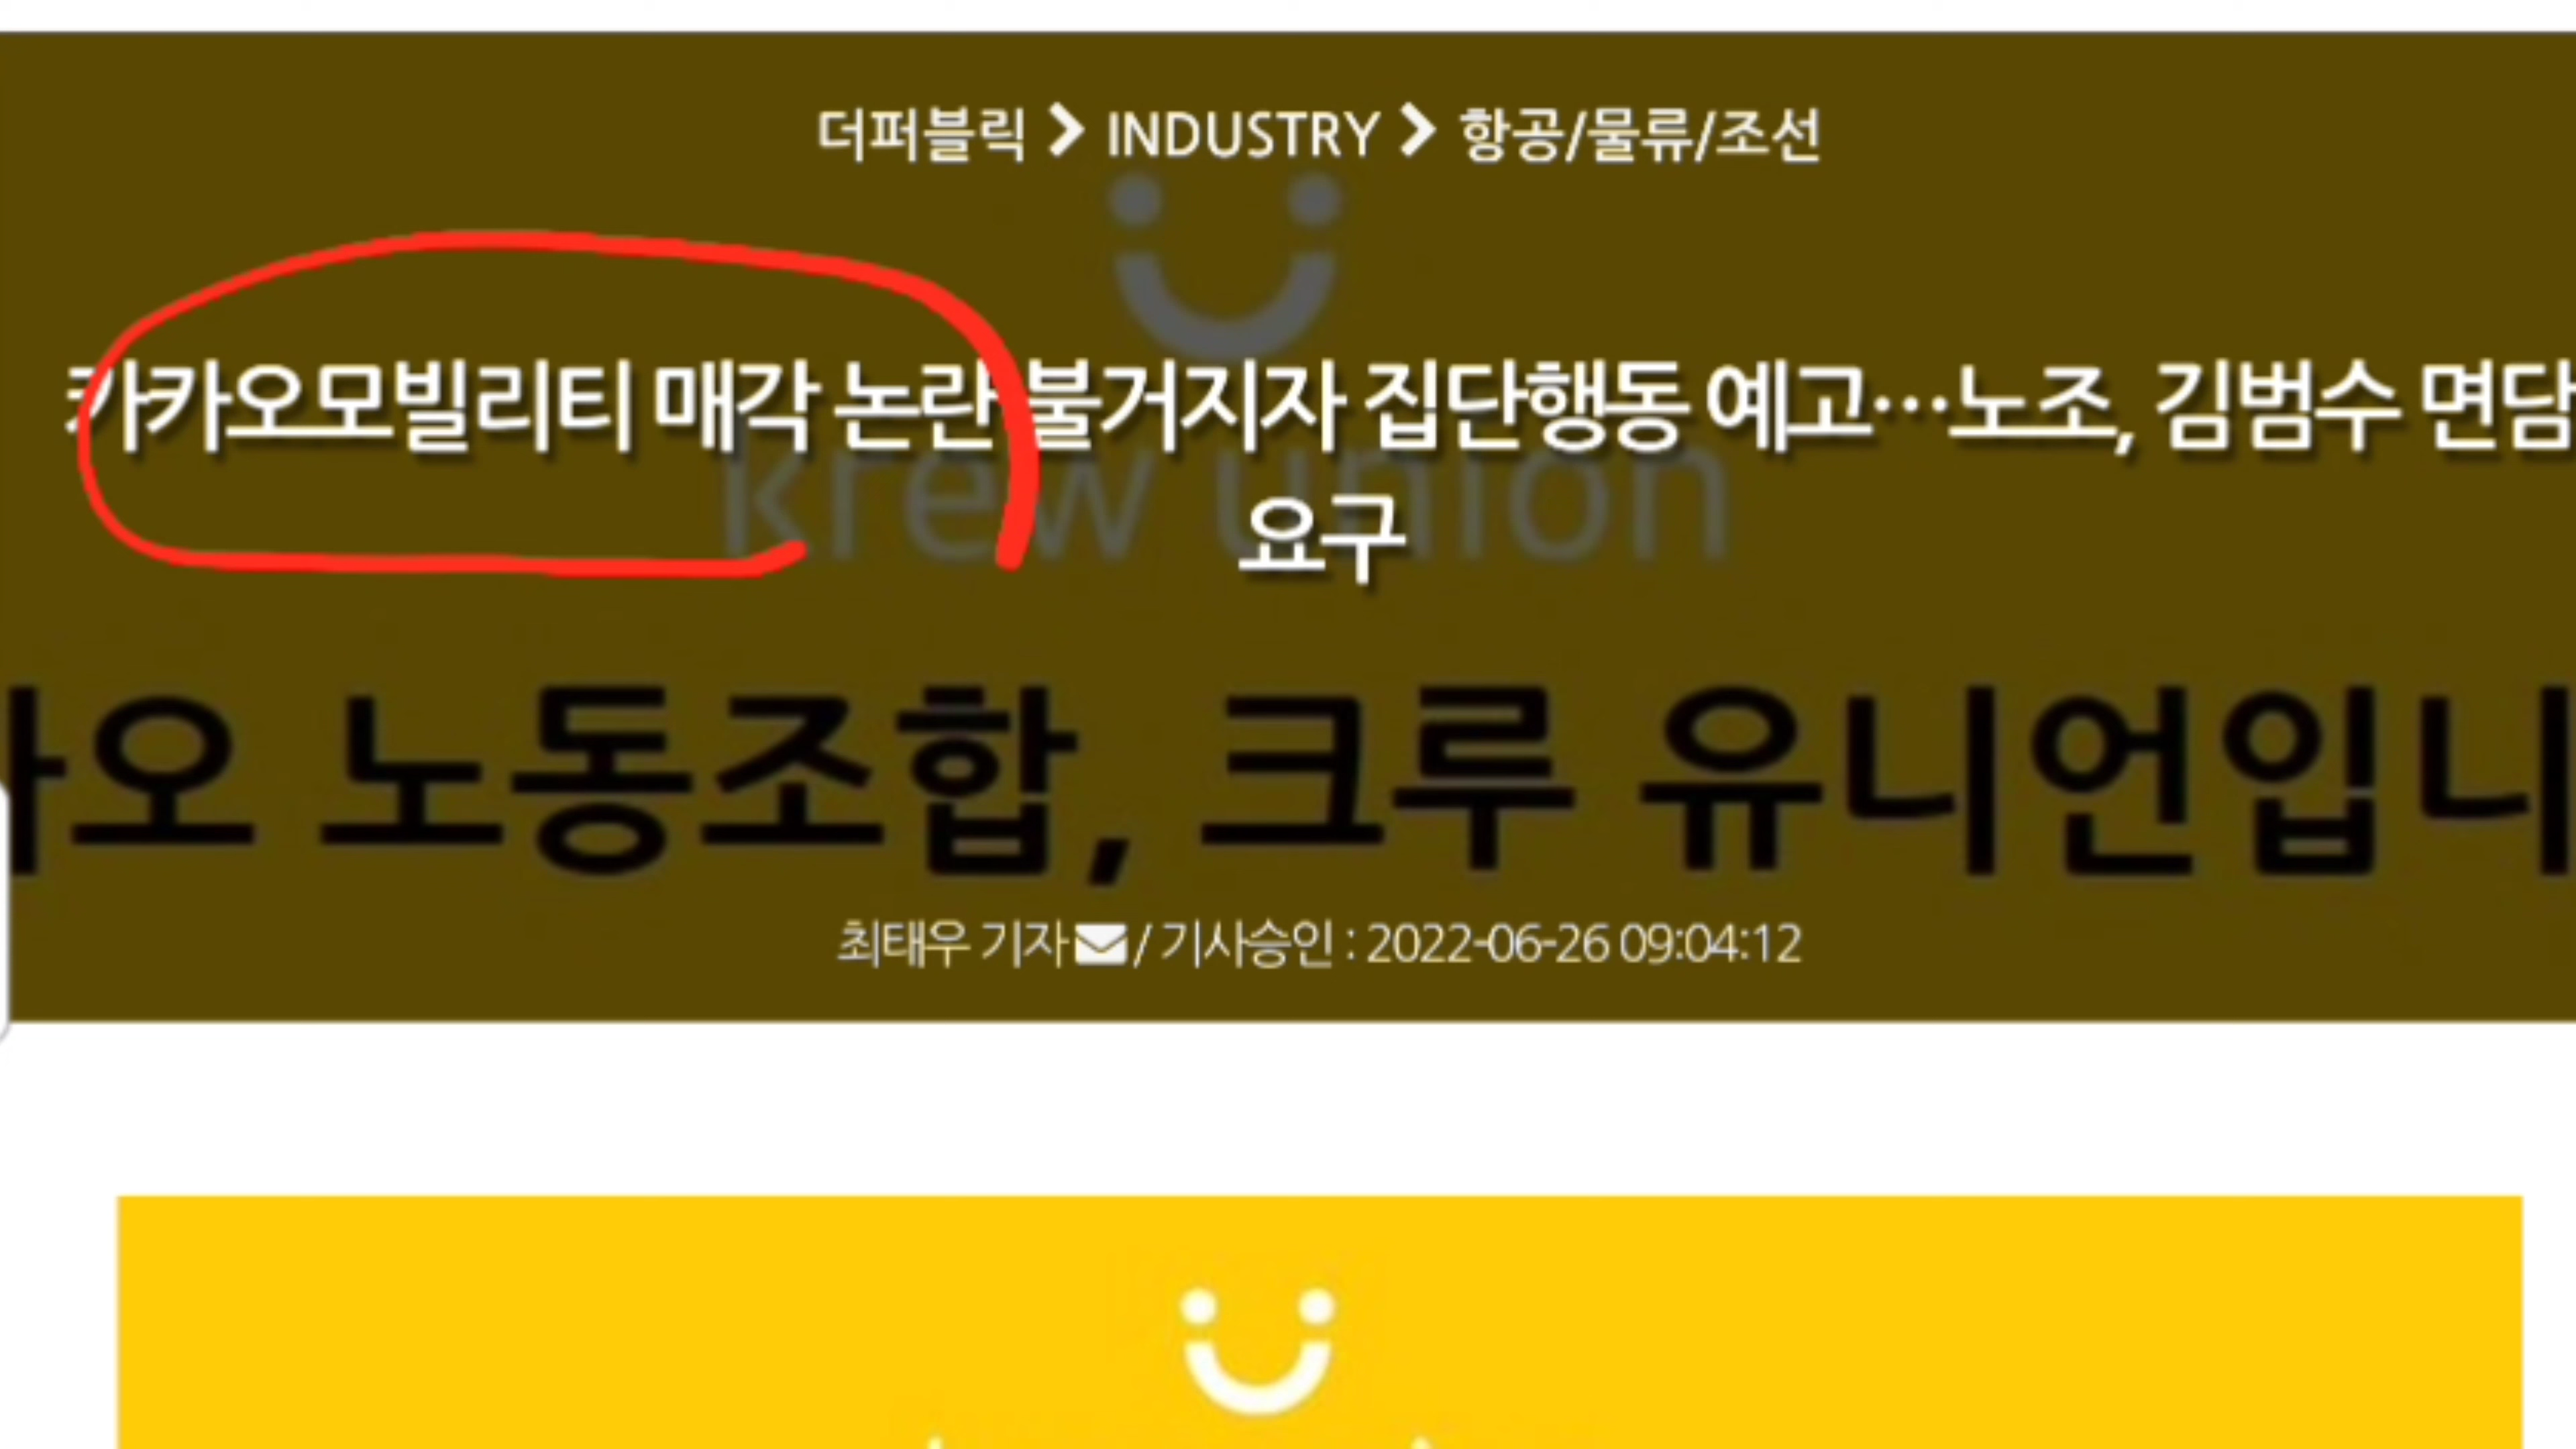 더퍼블릭 > INDUSTRY > 항공/물류/조선
카카오모빌리티 매각 논란 불거지자 집단행동 예고…노조, 김범수 면담
요구
krew union
카오 노동조합, 크루 유니언입니
최태우 기자 / 기사승인 : 2022-06-26 09:04:12